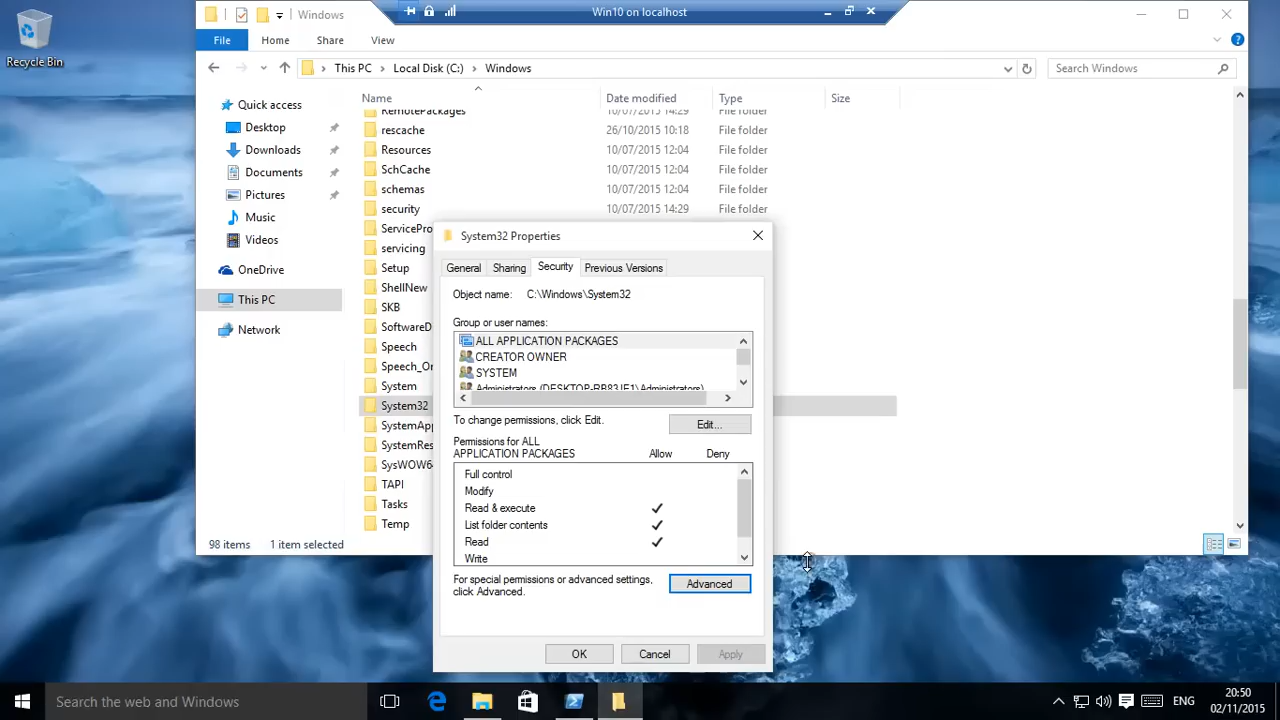 Recycle Bin
Windows
Win10 on localhost
File Home Share View
This PC Local Disk (C:) Windows
Search Windows
Name Date modified Type Size
Quick access
Desktop
Downloads
Documents
Pictures
Music
Videos
OneDrive
This PC
Network
RemotePackages 10/07/2015 14:29 File folder
rescache 26/10/2015 10:18 File folder
Resources 10/07/2015 12:04 File folder
SchCache 10/07/2015 12:04 File folder
schemas 10/07/2015 12:04 File folder
security 10/07/2015 14:29 File folder
ServicePro
servicing
Setup
ShellNew
SKB
SoftwareD
Speech
Speech_On
System
System32
SystemApp
SystemRes
SysWOW6
TAPI
Tasks
Temp
98 items 1 item selected
System32 Properties
General Sharing Security Previous Versions
Object name: C:\Windows\System32
Group or user names:
ALL APPLICATION PACKAGES
CREATOR OWNER
SYSTEM
Administrators (DESKTOP-RB83JF1\Administrators)
To change permissions, click Edit.
Edit...
Permissions for ALL
APPLICATION PACKAGES
Allow Deny
Full control
Modify
Read & execute
List folder contents
Read
Write
For special permissions or advanced settings,
click Advanced.
Advanced
OK Cancel Apply
Search the web and Windows
ENG
20:50
02/11/2015